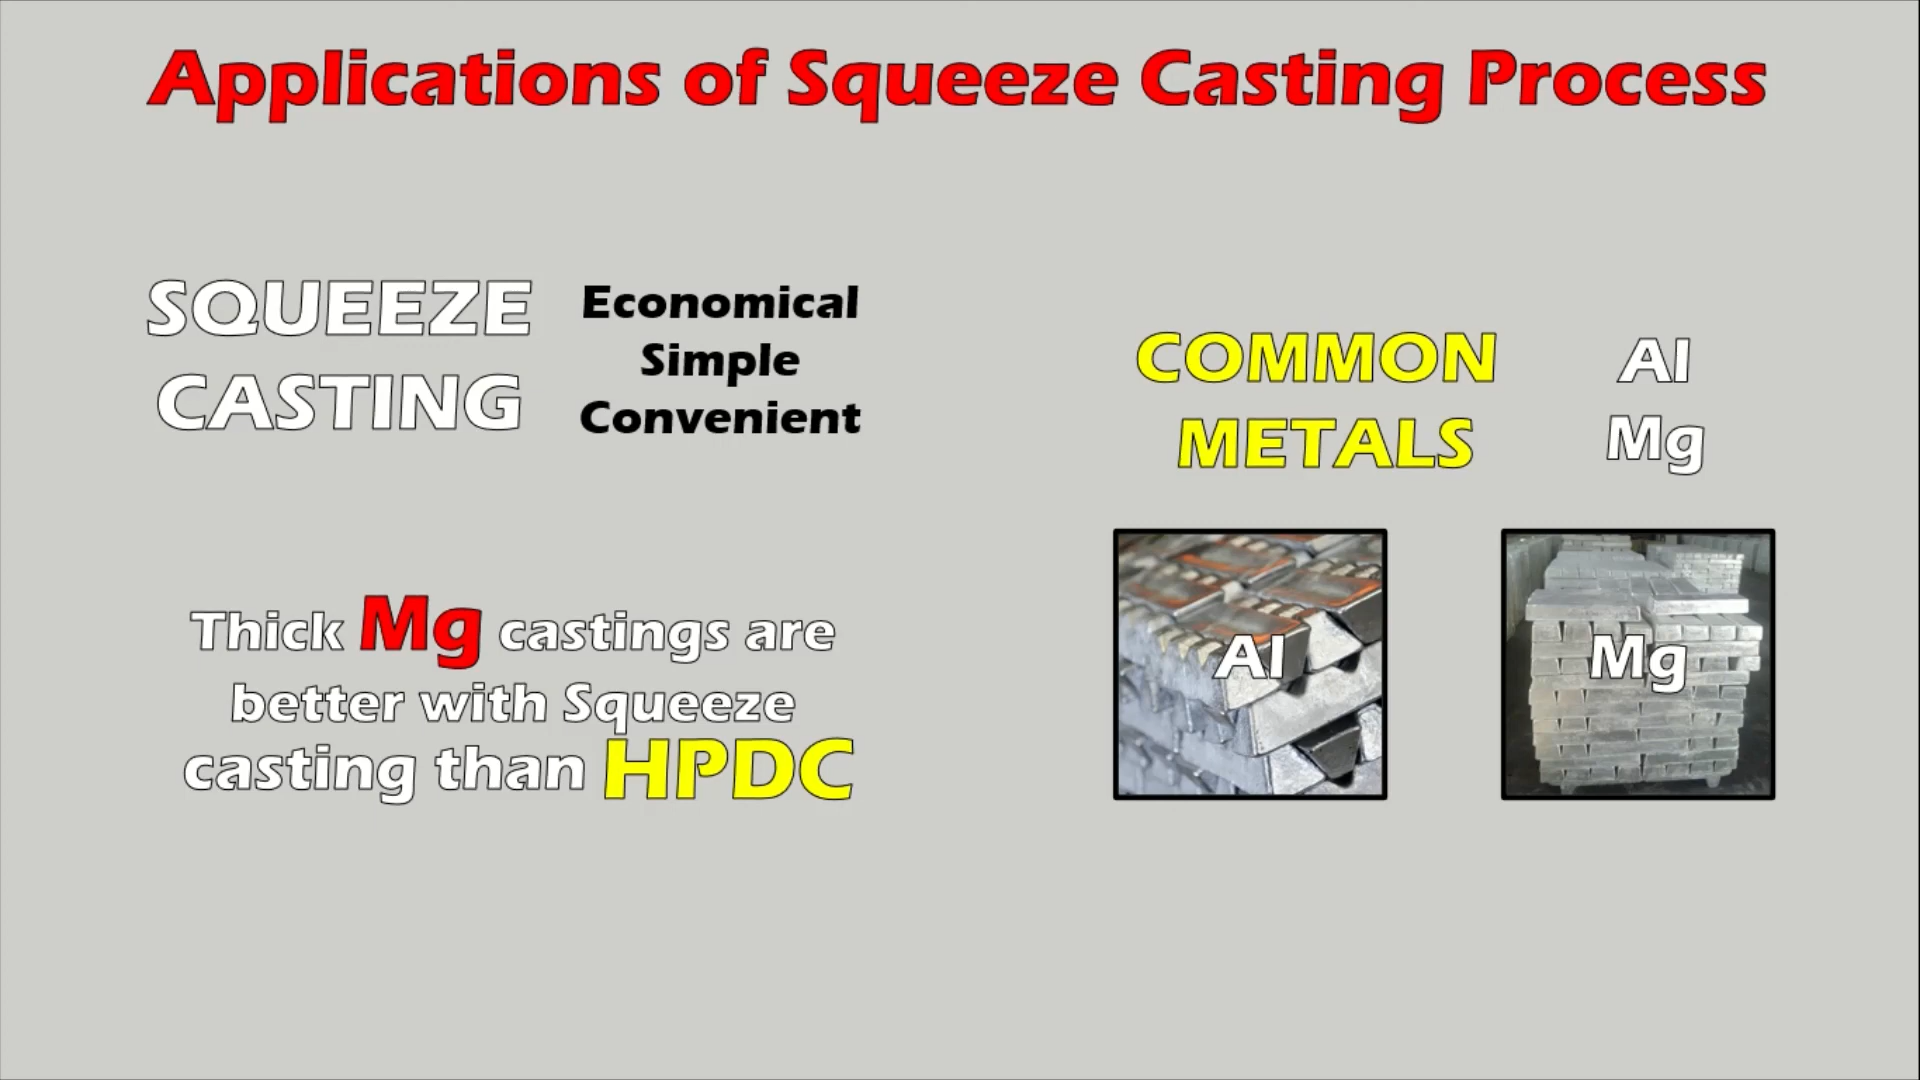 Applications of Squeeze Casting Process
SQUEEZE
CASTING
Economical
Simple
Convenient
COMMON
METALS
Al
Mg
Thick Mg castings are
better with Squeeze
casting than HPDC
Al
Mg